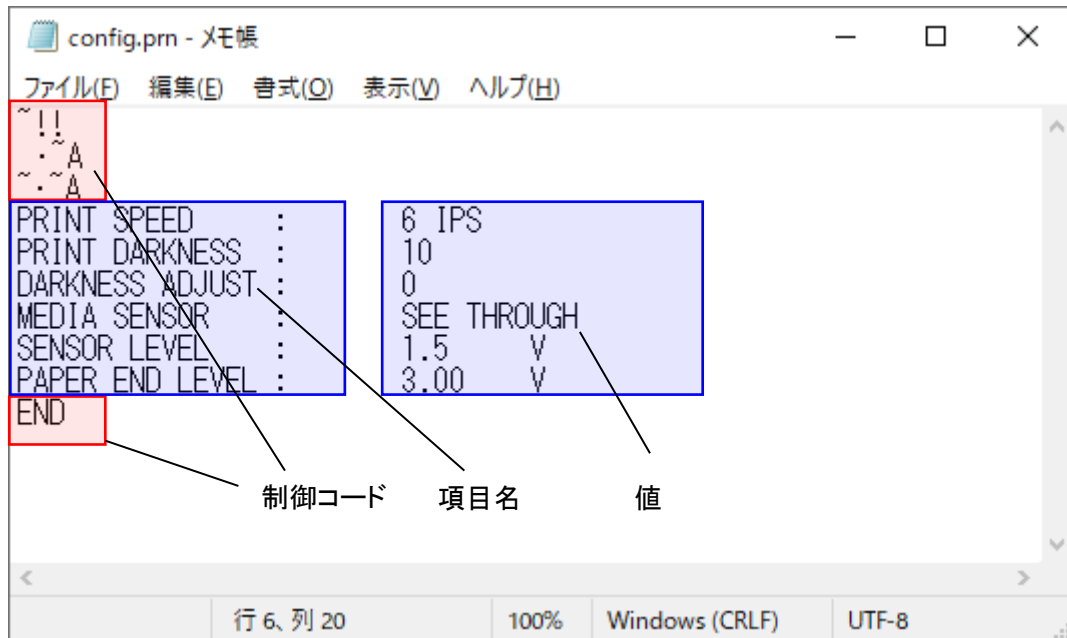 config.prn - メモ帳
ファイル(F) 編集(E) 書式(O) 表示(V) ヘルプ(H)
~!!
.~A
~.~A
PRINT SPEED : 6 IPS
PRINT DARKNESS : 10
DARKNESS ADJUST : 0
MEDIA SENSOR : SEE THROUGH
SENSOR LEVEL : 1.5 V
PAPER END LEVEL : 3.00 V
END
制御コード 項目名 値
行 6、列 20 100% Windows (CRLF) UTF-8